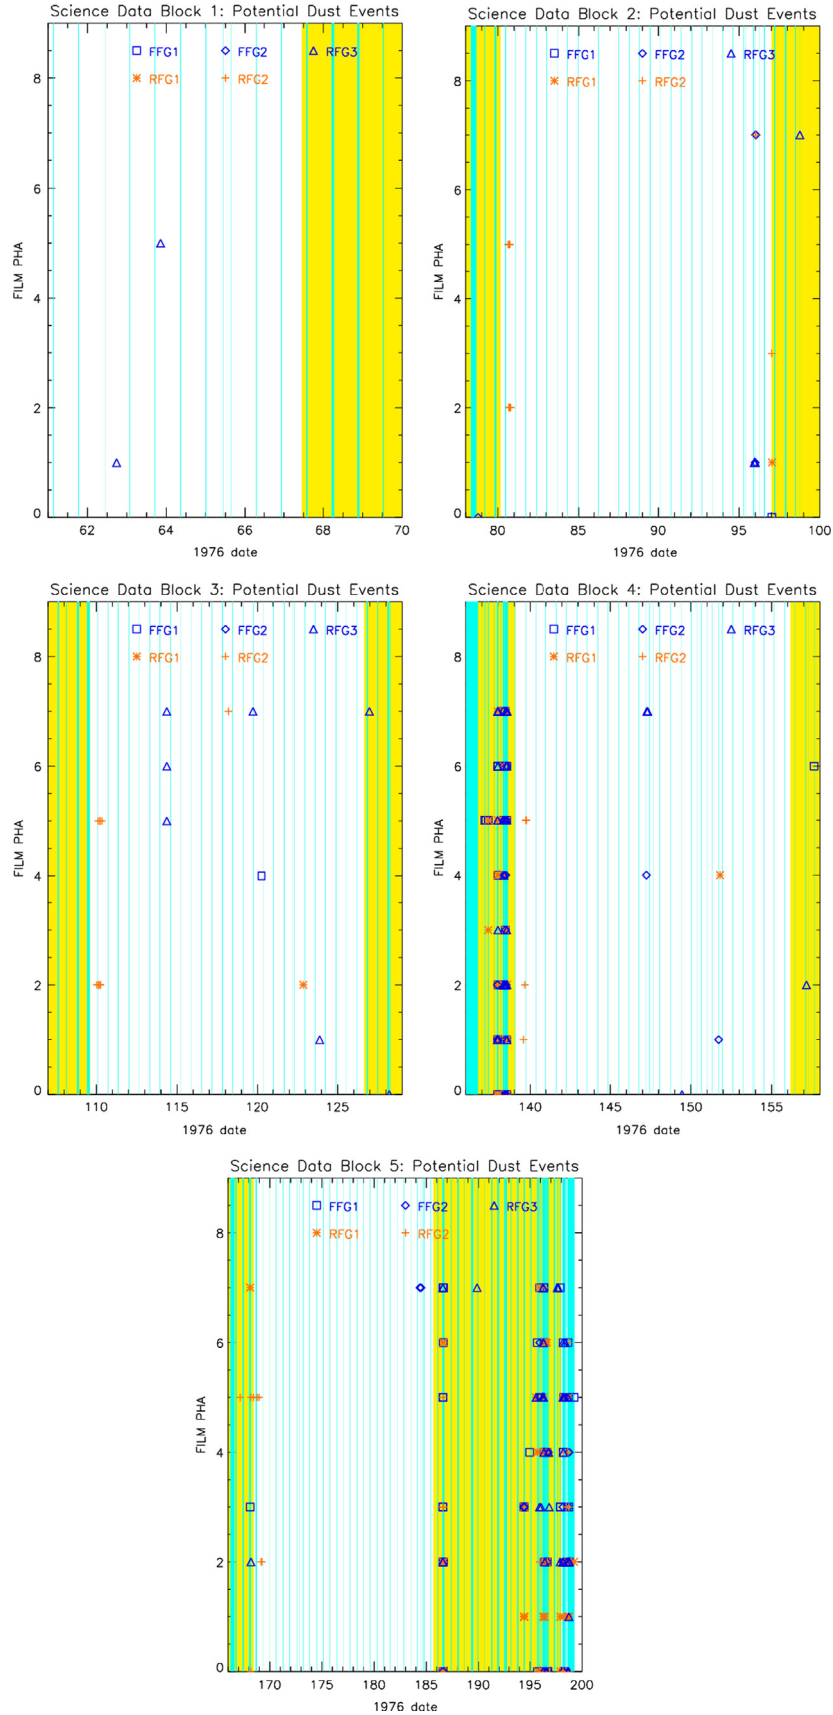 Science Data Block 1: Potential Dust Events
FFG1 FFG2 RFG3
RFG1 RFG2
FILM PHA
8
6
4
2
0
62 64 66 68 70
1976 date
Science Data Block 2: Potential Dust Events
FFG1 FFG2 RFG3
RFG1 RFG2
FILM PHA
8
6
4
2
0
80 85 90 95 100
1976 date
Science Data Block 3: Potential Dust Events
FFG1 FFG2 RFG3
RFG1 RFG2
FILM PHA
8
6
4
2
0
110 115 120 125
1976 date
Science Data Block 4: Potential Dust Events
FFG1 FFG2 RFG3
RFG1 RFG2
FILM PHA
8
6
4
2
0
140 145 150 155
1976 date
Science Data Block 5: Potential Dust Events
FFG1 FFG2 RFG3
RFG1 RFG2
FILM PHA
8
6
4
2
0
170 175 180 185 190 195 200
1976 date